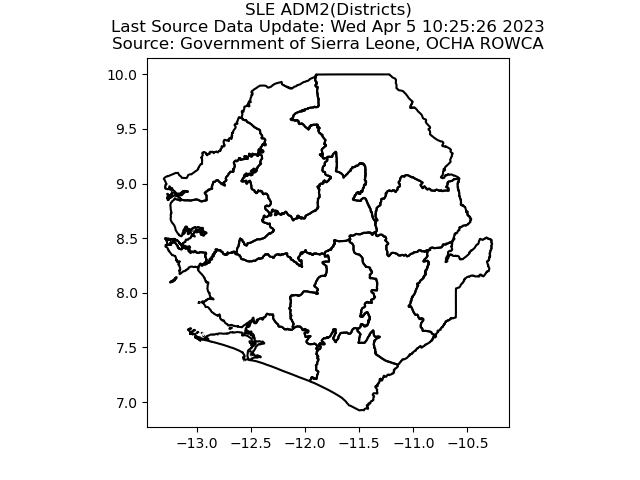 SLE ADM2(Districts)
Last Source Data Update: Wed Apr 5 10:25:26 2023
Source: Government of Sierra Leone, OCHA ROWCA
10.0
9.5
9.0
8.5
8.0
7.5
7.0
−13.0 −12.5 −12.0 −11.5 −11.0 −10.5